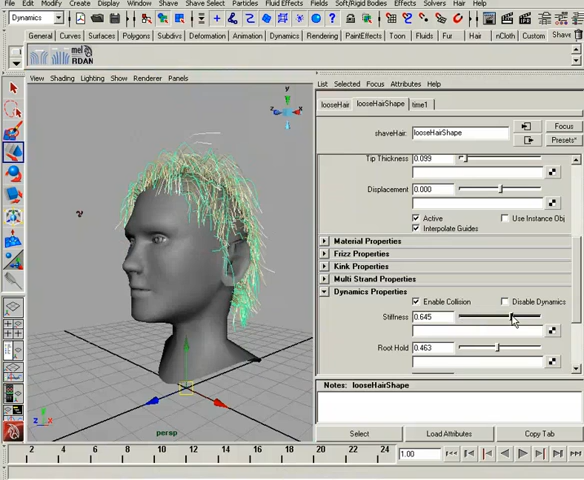 Edit Modify Create Display Window Assets Shave Shave Select Particles Fluid Effects Fields Soft/Rigid Bodies Effects Solvers Hair
Dynamics
General Curves Surfaces Polygons Subdivs Deformation Animation Dynamics Rendering PaintEffects Toon Fluids Fur Hair nCloth Custom Shave
mel
RDAN
View Shading Lighting Show Renderer Panels
List Selected Focus Attributes Help
looseHair looseHairShape time1
shaveHair: looseHairShape
Focus
Presets*
Tip Thickness 0.099
Displacement 0.000
Active Use Instance Obj
Interpolate Guides
Material Properties
Frizz Properties
Kink Properties
Multi Strand Properties
Dynamics Properties
Enable Collision Disable Dynamics
Stiffness 0.645
Root Hold 0.463
Notes: looseHairShape
Select Load Attributes Copy Tab
y
z x
persp
y
z x
2 4 6 8 10 12 14 16 18 20 22 24
1.00